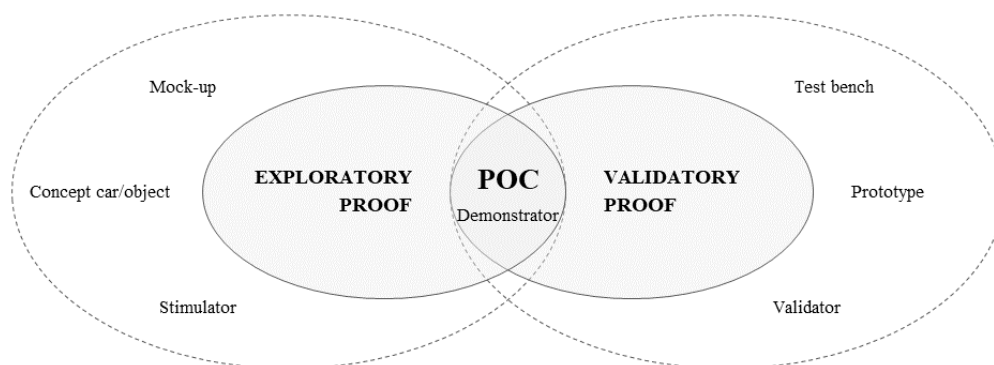 Mock-up
Test bench
EXPLORATORY
PROOF
POC
Demonstrator
VALIDATORY
PROOF
Concept car/object
Prototype
Stimulator
Validator